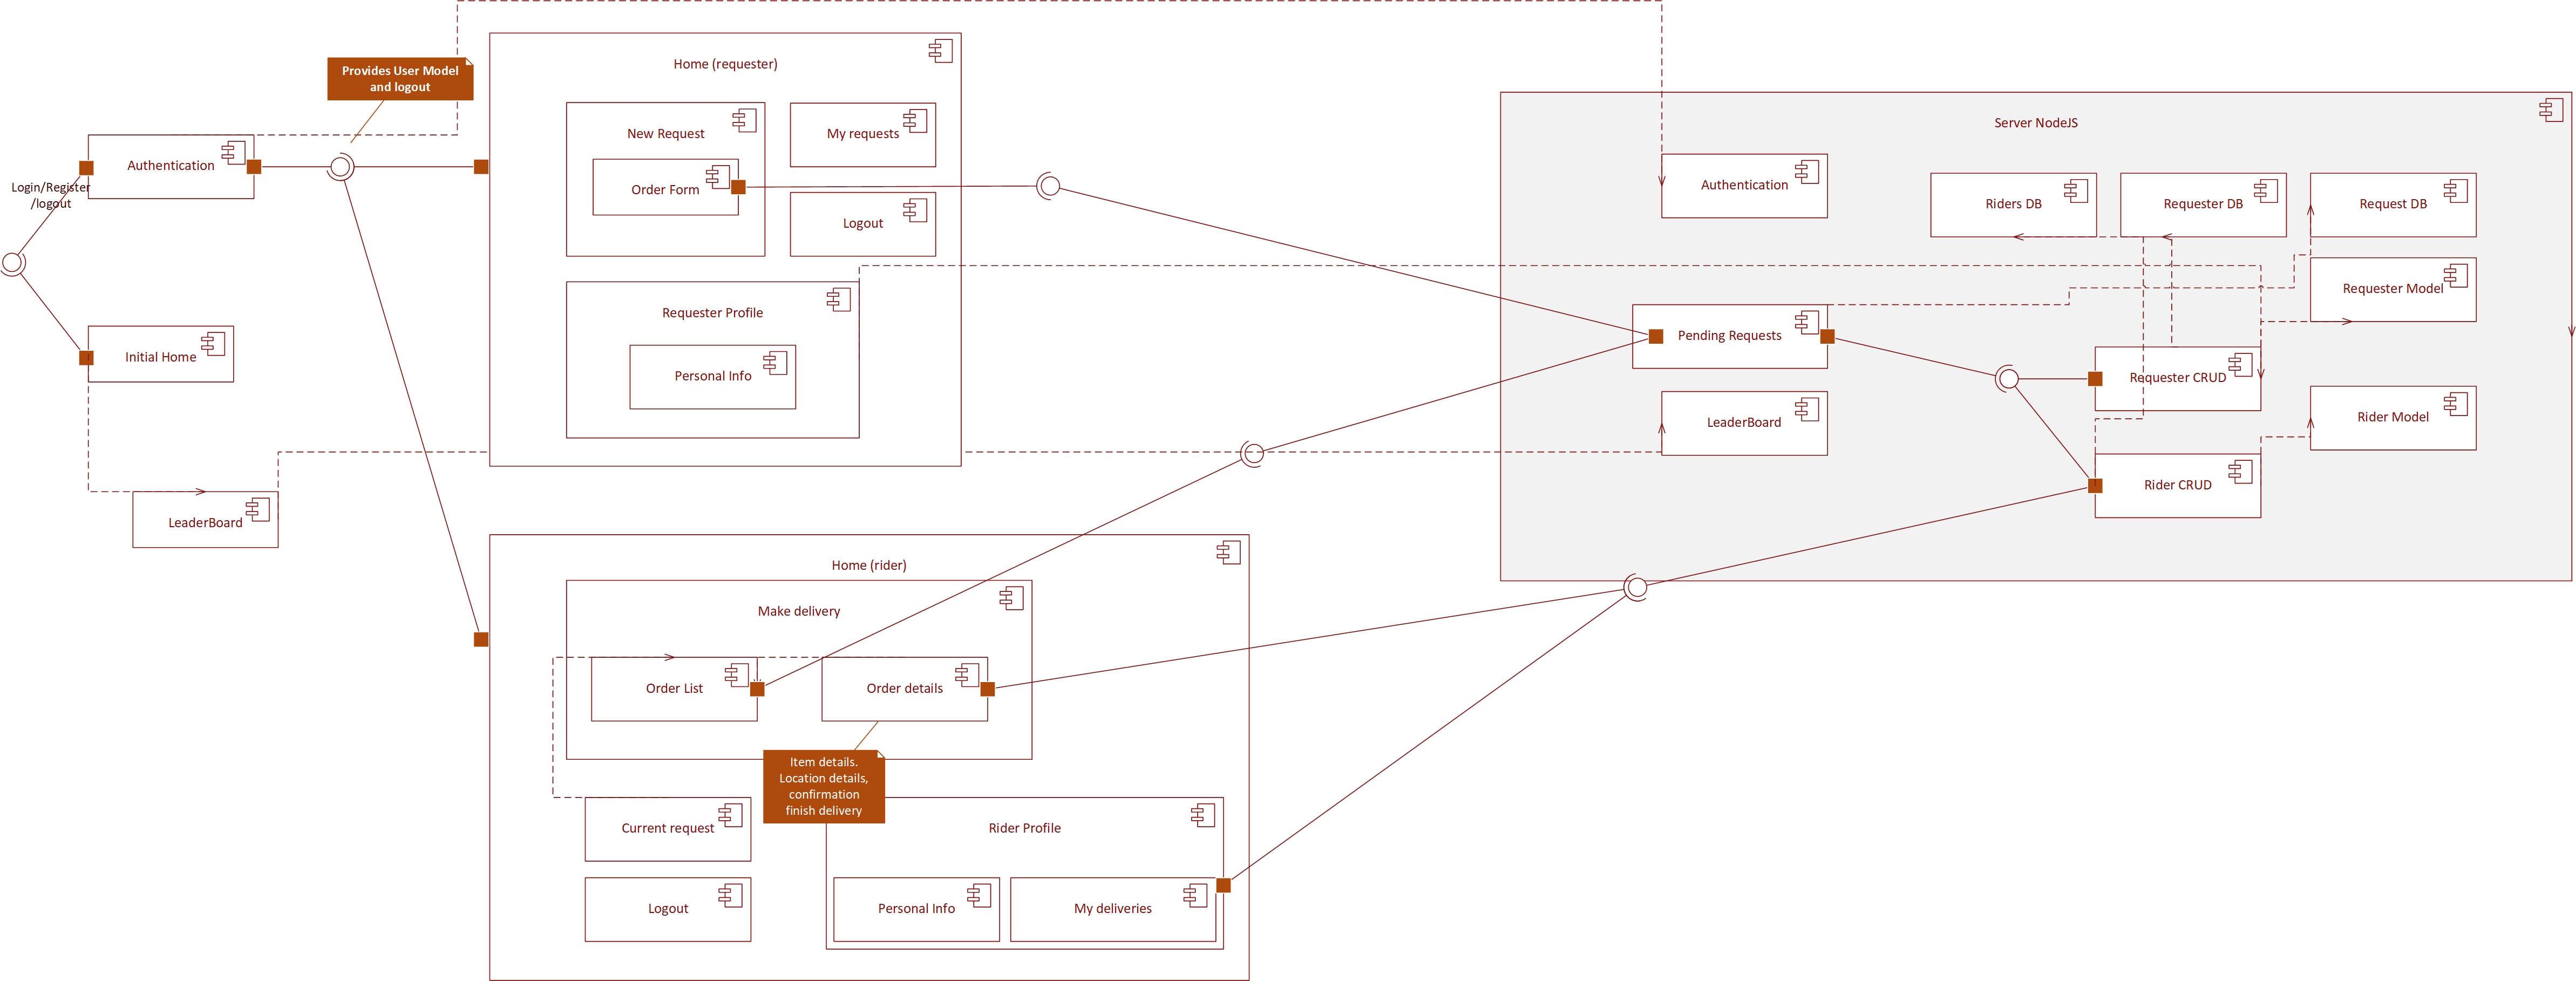 Provides User Model
and logout
Authentication
Login/Register
/logout
Initial Home
LeaderBoard
Home (requester)
New Request
Order Form
My requests
Logout
Requester Profile
Personal Info
Home (rider)
Make delivery
Order List
Order details
Item details.
Location details,
confirmation
finish delivery
Current request
Logout
Rider Profile
Personal Info
My deliveries
Server NodeJS
Authentication
Riders DB
Requester DB
Request DB
Requester Model
Pending Requests
Requester CRUD
LeaderBoard
Rider Model
Rider CRUD